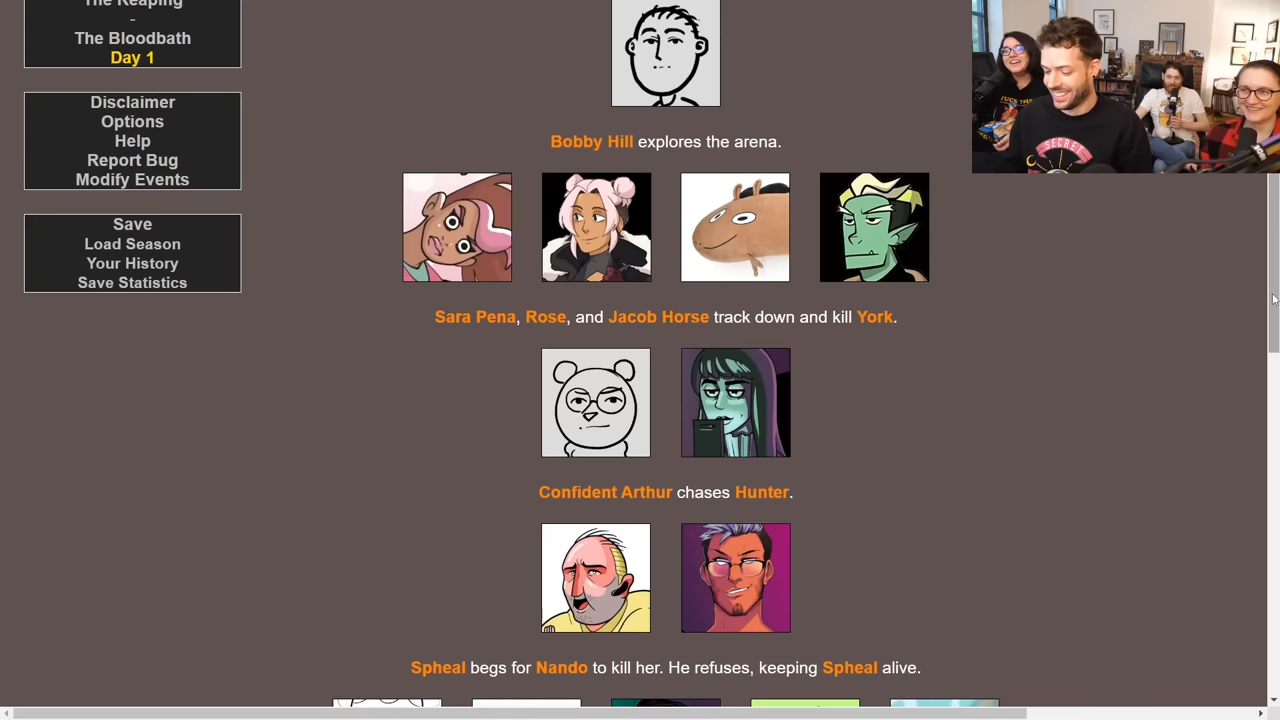 The Reaping
-
The Bloodbath
Day 1
Disclaimer
Options
Help
Report Bug
Modify Events
Save
Load Season
Your History
Save Statistics
Bobby Hill explores the arena.
Sara Pena, Rose, and Jacob Horse track down and kill York.
Confident Arthur chases Hunter.
Spheal begs for Nando to kill her. He refuses, keeping Spheal alive.
SECRET